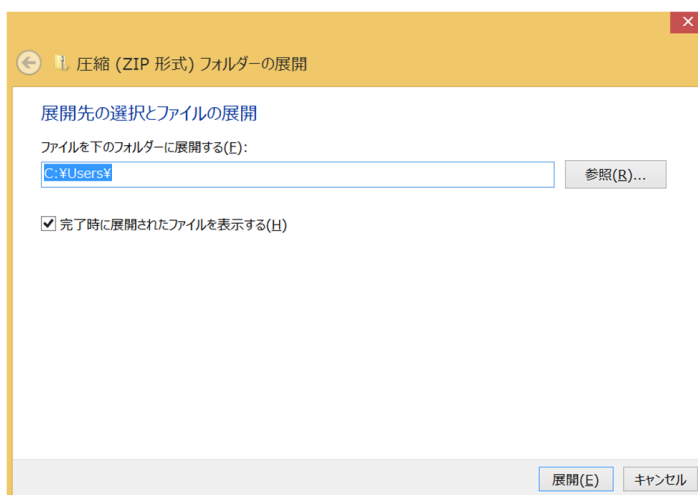 圧縮 (ZIP 形式) フォルダーの展開
展開先の選択とファイルの展開
ファイルを下のフォルダーに展開する(F):
C:¥Users¥
参照(R)...
完了時に展開されたファイルを表示する(H)
展開(E)
キャンセル